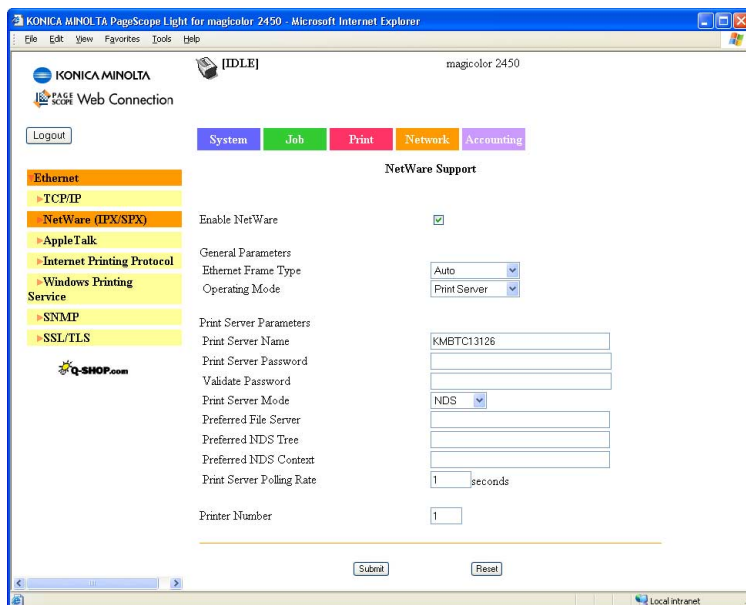 KONICA MINOLTA PageScope Light for magicolor 2450 - Microsoft Internet Explorer
File Edit View Favorites Tools Help
KONICA MINOLTA
PAGE SCOPE Web Connection
[IDLE]
magicolor 2450
Logout
System Job Print Network Accounting
Ethernet
TCP/IP
NetWare (IPX/SPX)
AppleTalk
Internet Printing Protocol
Windows Printing
Service
SNMP
SSL/TLS
Q-SHOP.com
NetWare Support
Enable NetWare
General Parameters
Ethernet Frame Type Auto
Operating Mode Print Server
Print Server Parameters
Print Server Name KMBTC13126
Print Server Password
Validate Password
Print Server Mode NDS
Preferred File Server
Preferred NDS Tree
Preferred NDS Context
Print Server Polling Rate 1 seconds
Printer Number 1
Submit Reset
Local intranet